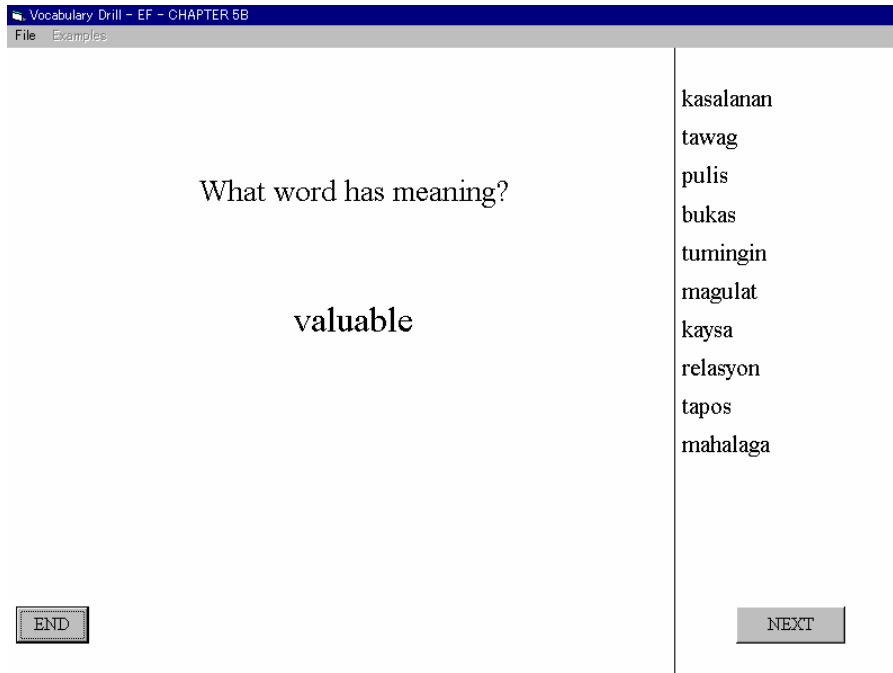 Vocabulary Drill - EF - CHAPTER 5B
File Examples
What word has meaning?
valuable
kasalanan
tawag
pulis
bukas
tumingin
magulat
kaysa
relasyon
tapos
mahalaga
END
NEXT